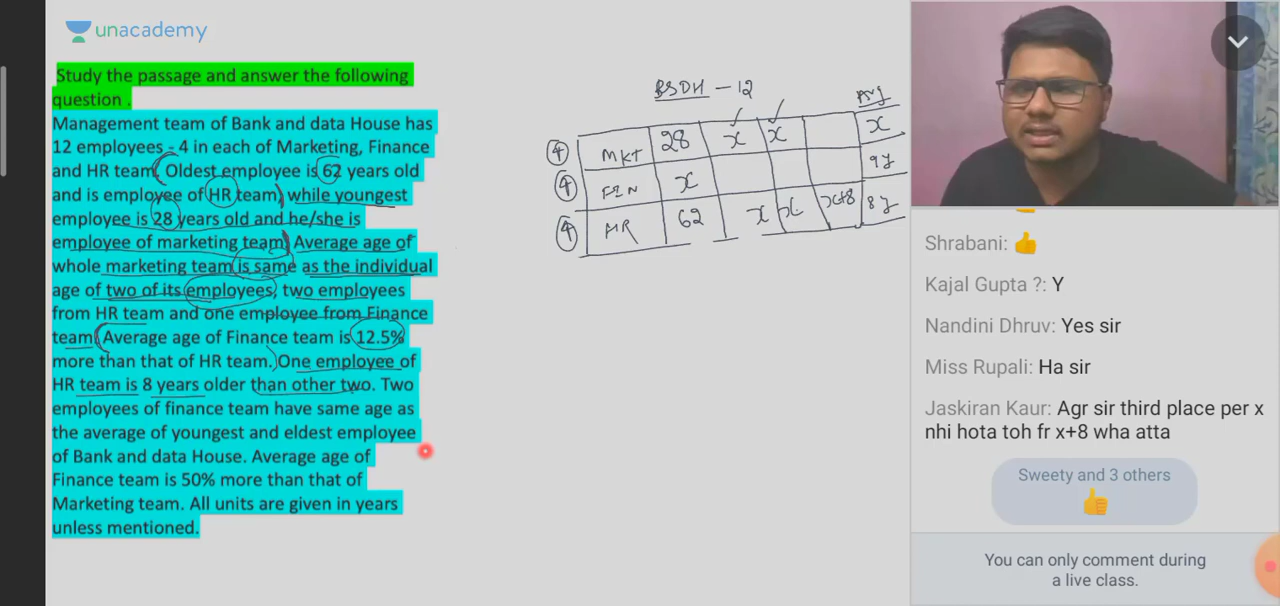 unacademy
Study the passage and answer the following
question .
Management team of Bank and data House has
12 employees - 4 in each of Marketing, Finance
and HR team. Oldest employee is 62 years old
and is employee of HR team, while youngest
employee is 28 years old and he/she is
employee of marketing team. Average age of
whole marketing team is same as the individual
age of two of its employees, two employees
from HR team and one employee from Finance
team. Average age of Finance team is 12.5%
more than that of HR team. One employee of
HR team is 8 years older than other two. Two
employees of finance team have same age as
the average of youngest and eldest employee
of Bank and data House. Average age of
Finance team is 50% more than that of
Marketing team. All units are given in years
unless mentioned.
BSDH - 12
Avg
4 MKT 28 x x x
4 FIN x 9y
4 HR 62 x x x+8 8y
Shrabani: 👍
Kajal Gupta ?: Y
Nandini Dhruv: Yes sir
Miss Rupali: Ha sir
Jaskiran Kaur: Agr sir third place per x
nhi hota toh fr x+8 wha atta
Sweety and 3 others
👍
You can only comment during
a live class.